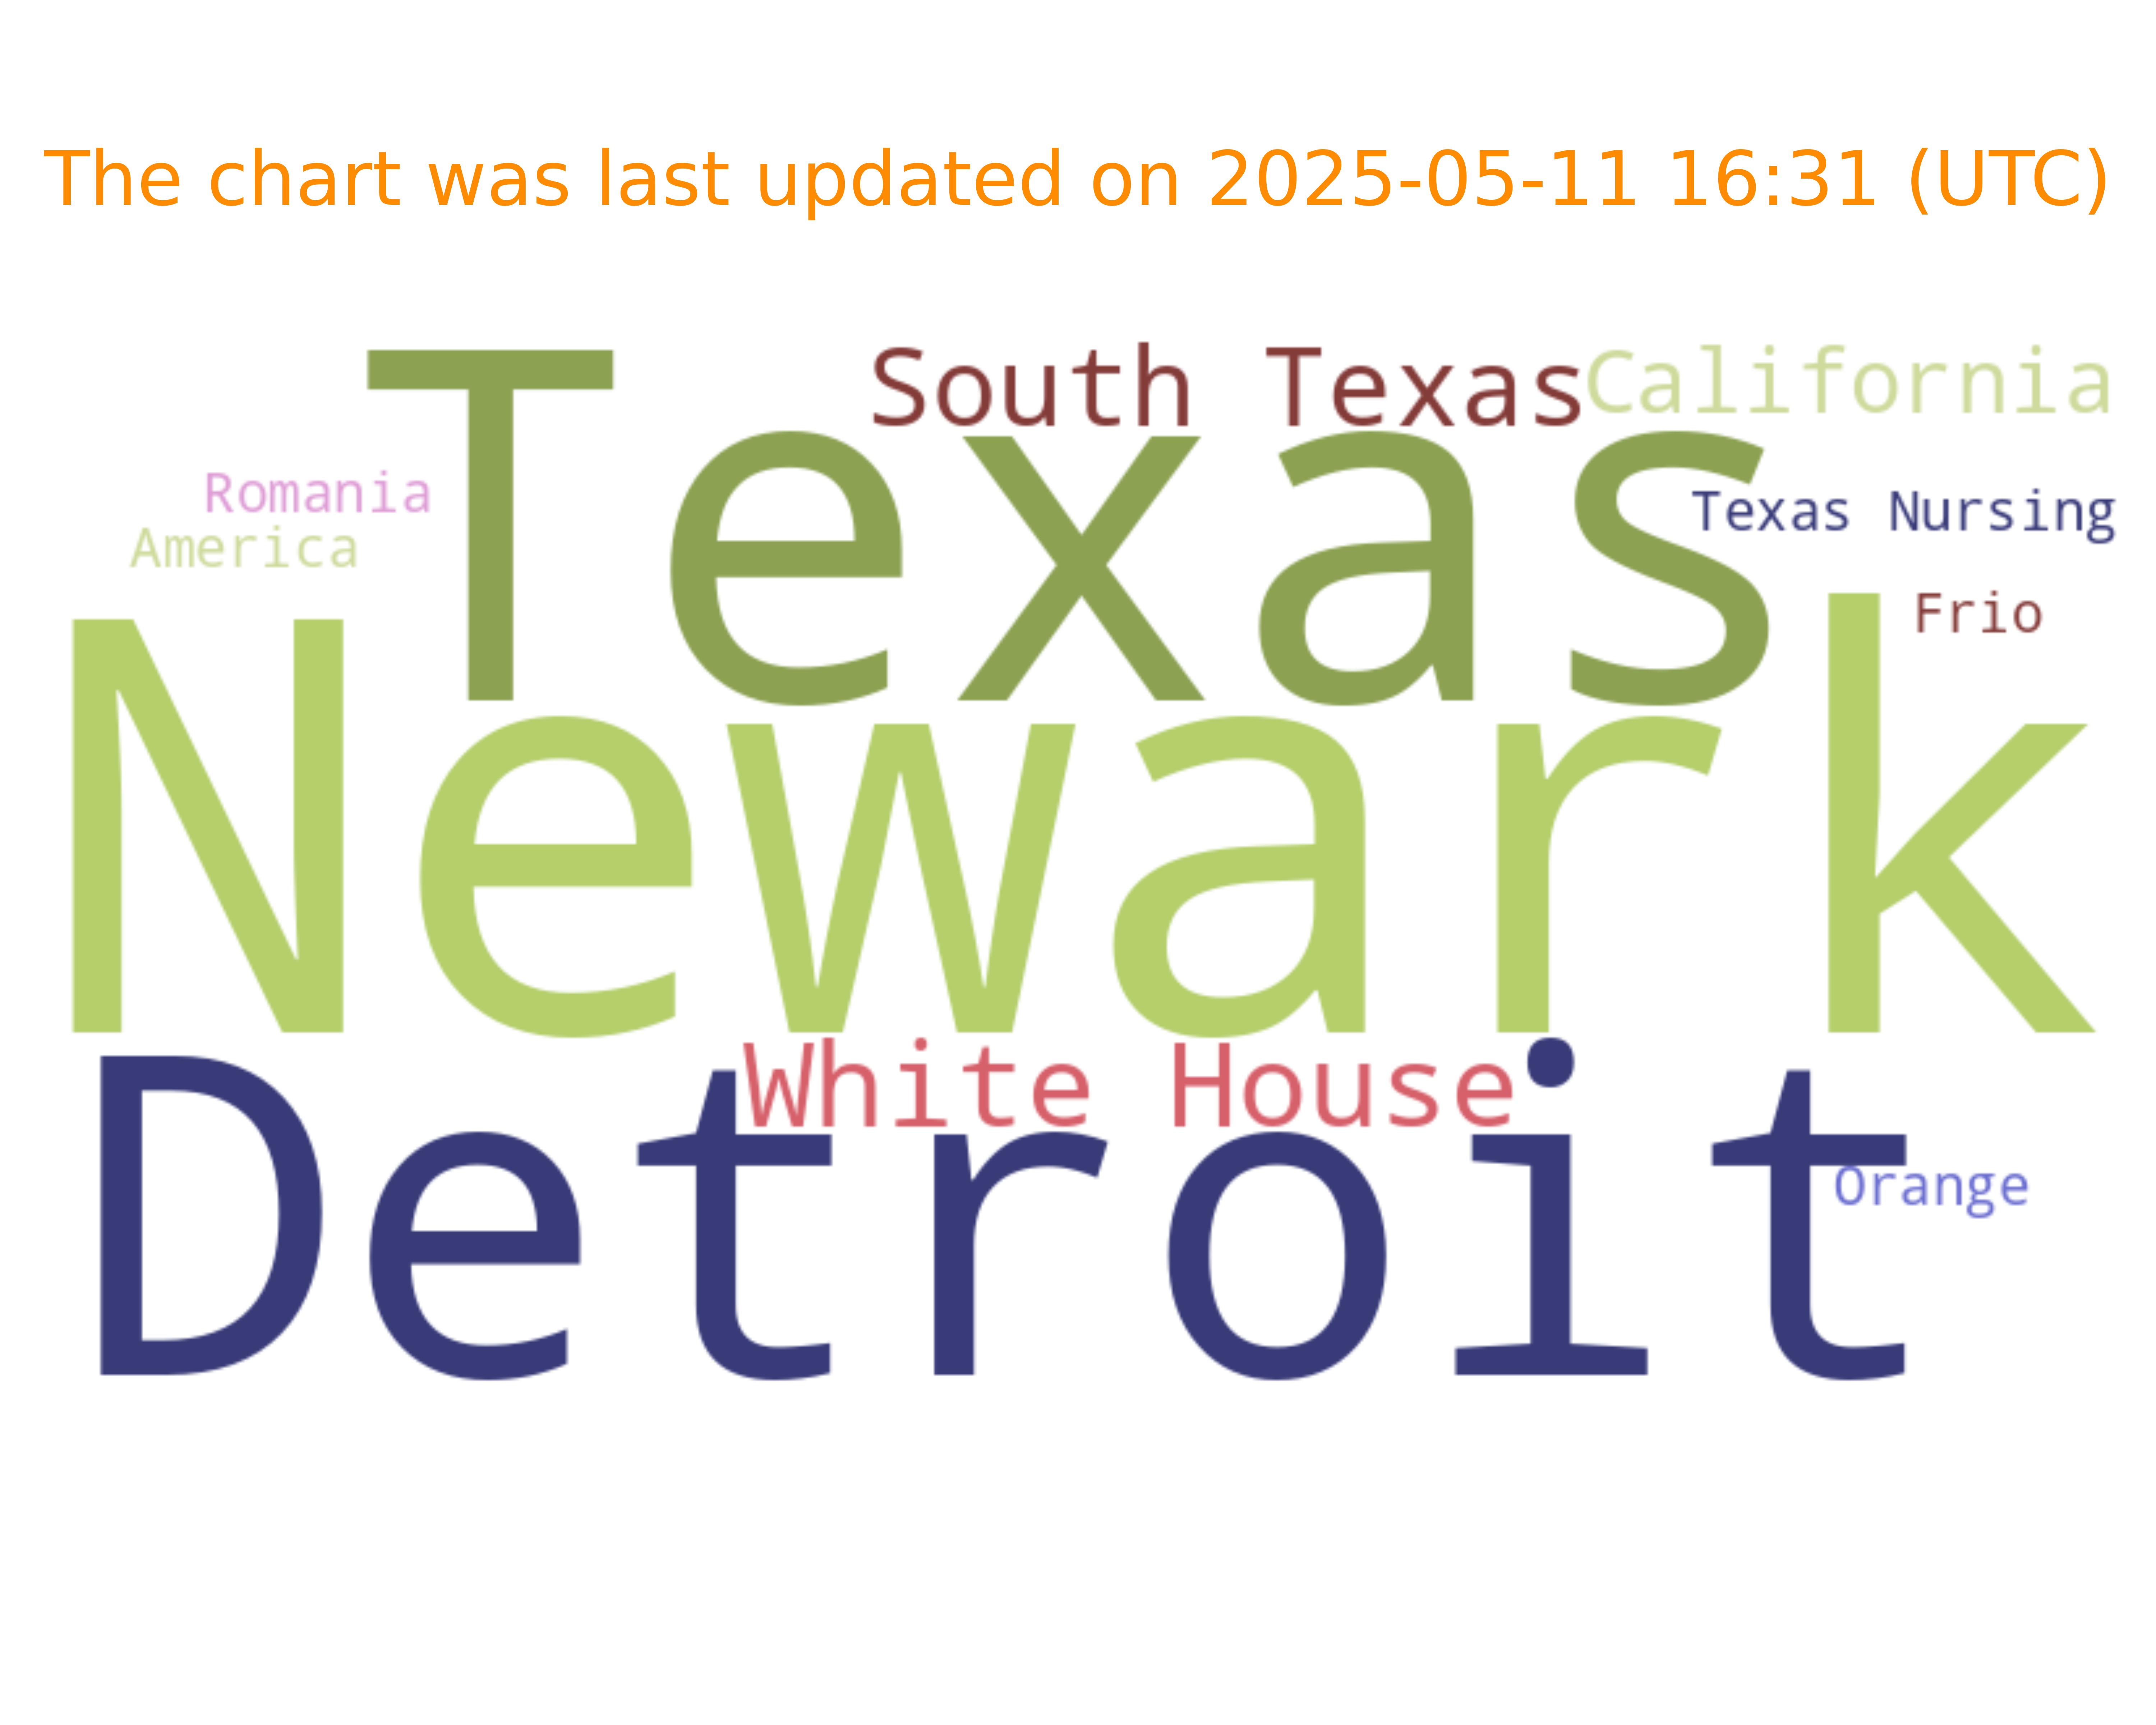 The chart was last updated on 2025-05-11 16:31 (UTC)
South Texas
California
Texas
Romania
Texas Nursing
America
Frio
Newark
White House
Detroit
Orange